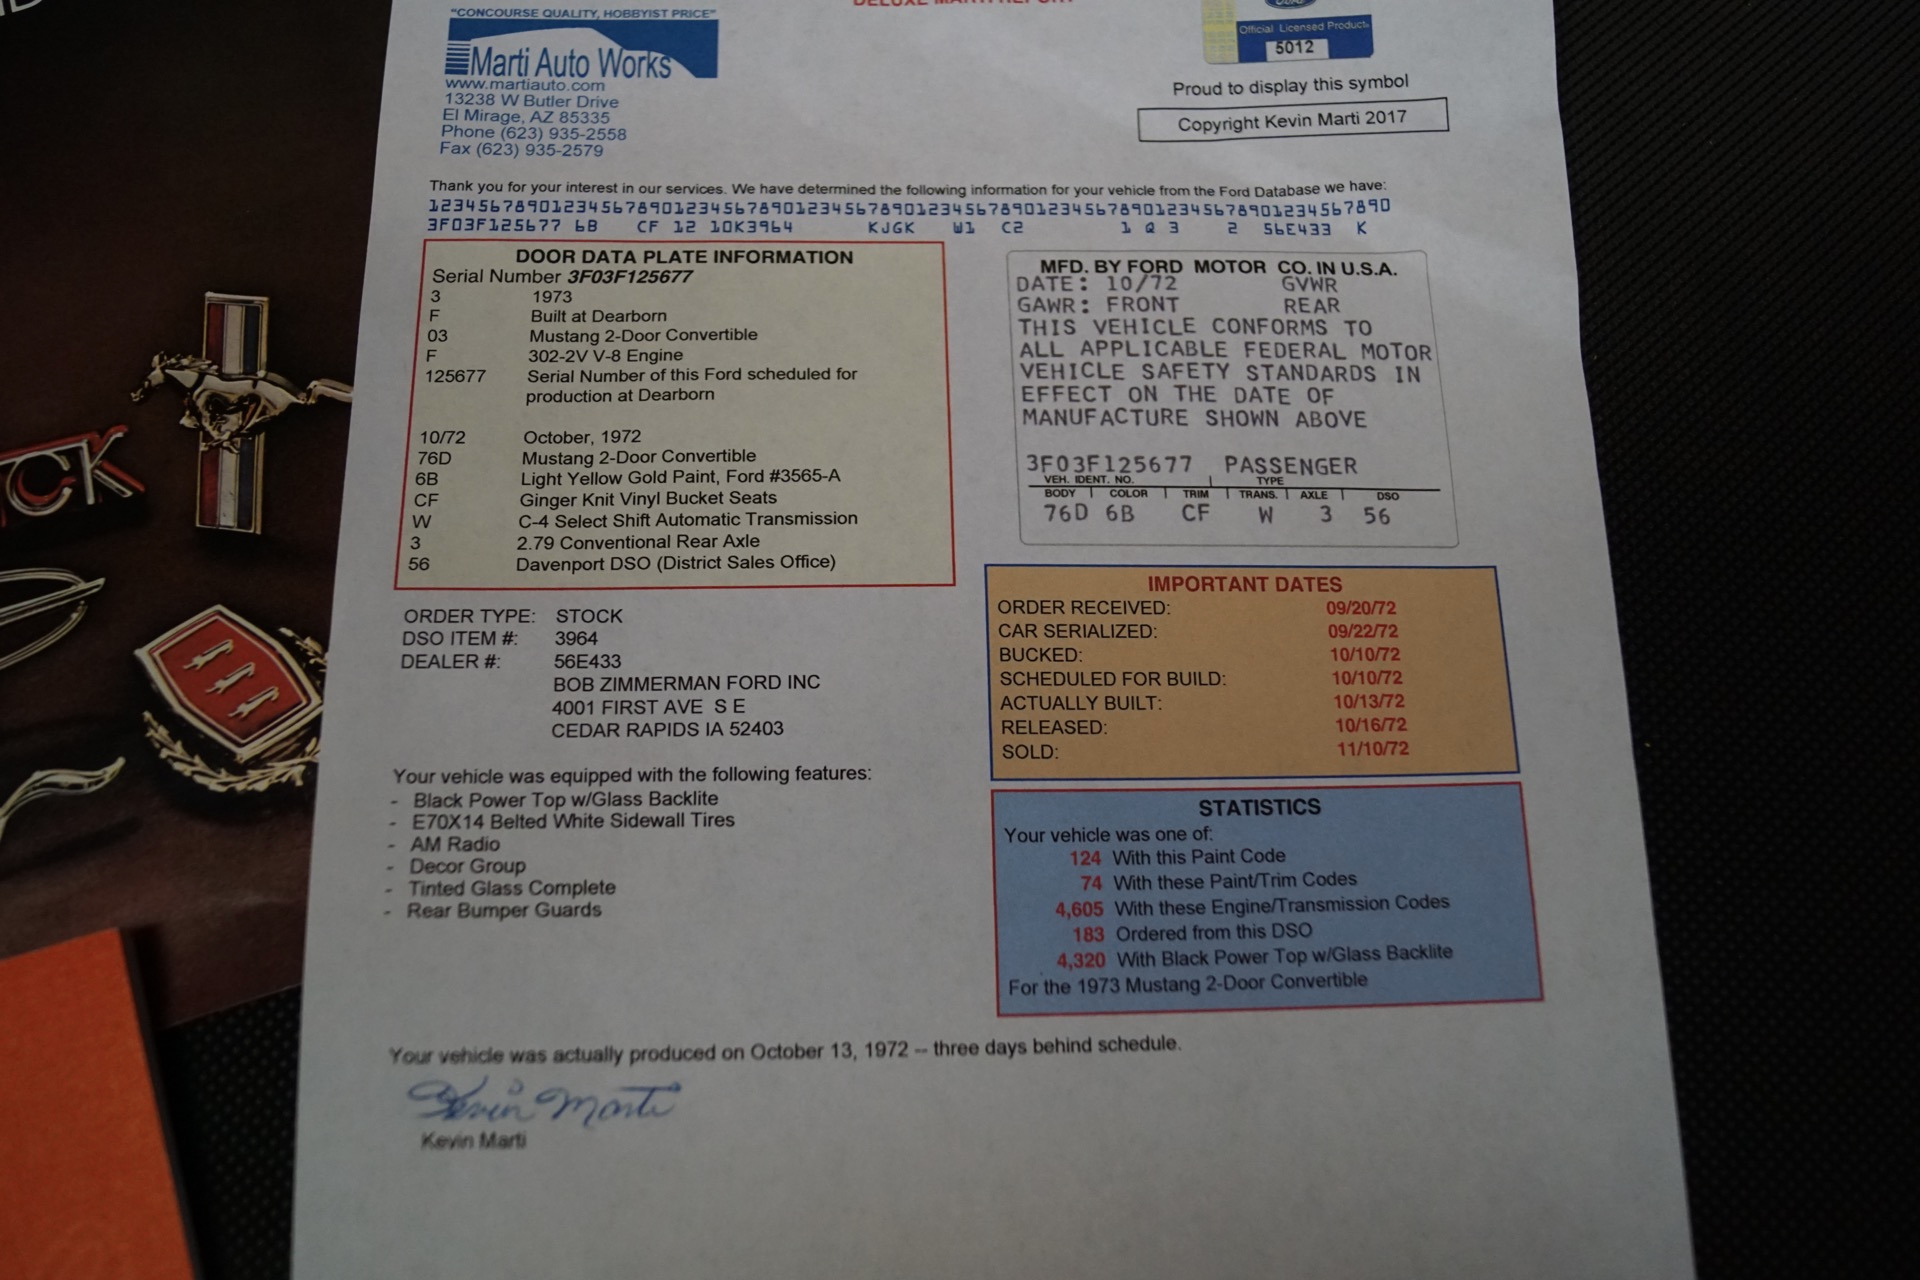 "CONCOURSE QUALITY, HOBBYIST PRICE"
Marti Auto Works
www.martiauto.com
13238 W Butler Drive
El Mirage, AZ 85335
Phone (623) 935-2558
Fax (623) 935-2579
DELUXE MARTI REPORT
Official Licensed Product
5012
Proud to display this symbol
Copyright Kevin Marti 2017
Thank you for your interest in our services. We have determined the following information for your vehicle from the Ford Database we have:
12345678901234567890123456789012345678901234567890123456789012345678901234567890
3F03F125677 6B CF 12 10K3964 KJGK W1 C2 1 Q 3 2 56E433 K
DOOR DATA PLATE INFORMATION
Serial Number 3F03F125677
3 1973
F Built at Dearborn
03 Mustang 2-Door Convertible
F 302-2V V-8 Engine
125677 Serial Number of this Ford scheduled for
production at Dearborn
10/72 October, 1972
76D Mustang 2-Door Convertible
6B Light Yellow Gold Paint, Ford #3565-A
CF Ginger Knit Vinyl Bucket Seats
W C-4 Select Shift Automatic Transmission
3 2.79 Conventional Rear Axle
56 Davenport DSO (District Sales Office)
MFD. BY FORD MOTOR CO. IN U.S.A.
DATE: 10/72 GVWR
GAWR: FRONT REAR
THIS VEHICLE CONFORMS TO
ALL APPLICABLE FEDERAL MOTOR
VEHICLE SAFETY STANDARDS IN
EFFECT ON THE DATE OF
MANUFACTURE SHOWN ABOVE
3F03F125677 PASSENGER
VEH. IDENT. NO. TYPE
BODY COLOR TRIM TRANS. AXLE DSO
76D 6B CF W 3 56
ORDER TYPE: STOCK
DSO ITEM #: 3964
DEALER #: 56E433
BOB ZIMMERMAN FORD INC
4001 FIRST AVE S E
CEDAR RAPIDS IA 52403
IMPORTANT DATES
ORDER RECEIVED: 09/20/72
CAR SERIALIZED: 09/22/72
BUCKED: 10/10/72
SCHEDULED FOR BUILD: 10/10/72
ACTUALLY BUILT: 10/13/72
RELEASED: 10/16/72
SOLD: 11/10/72
Your vehicle was equipped with the following features:
- Black Power Top w/Glass Backlite
- E70X14 Belted White Sidewall Tires
- AM Radio
- Decor Group
- Tinted Glass Complete
- Rear Bumper Guards
STATISTICS
Your vehicle was one of:
124 With this Paint Code
74 With these Paint/Trim Codes
4,605 With these Engine/Transmission Codes
183 Ordered from this DSO
4,320 With Black Power Top w/Glass Backlite
For the 1973 Mustang 2-Door Convertible
Your vehicle was actually produced on October 13, 1972 -- three days behind schedule.
Kevin Marti
Kevin Marti